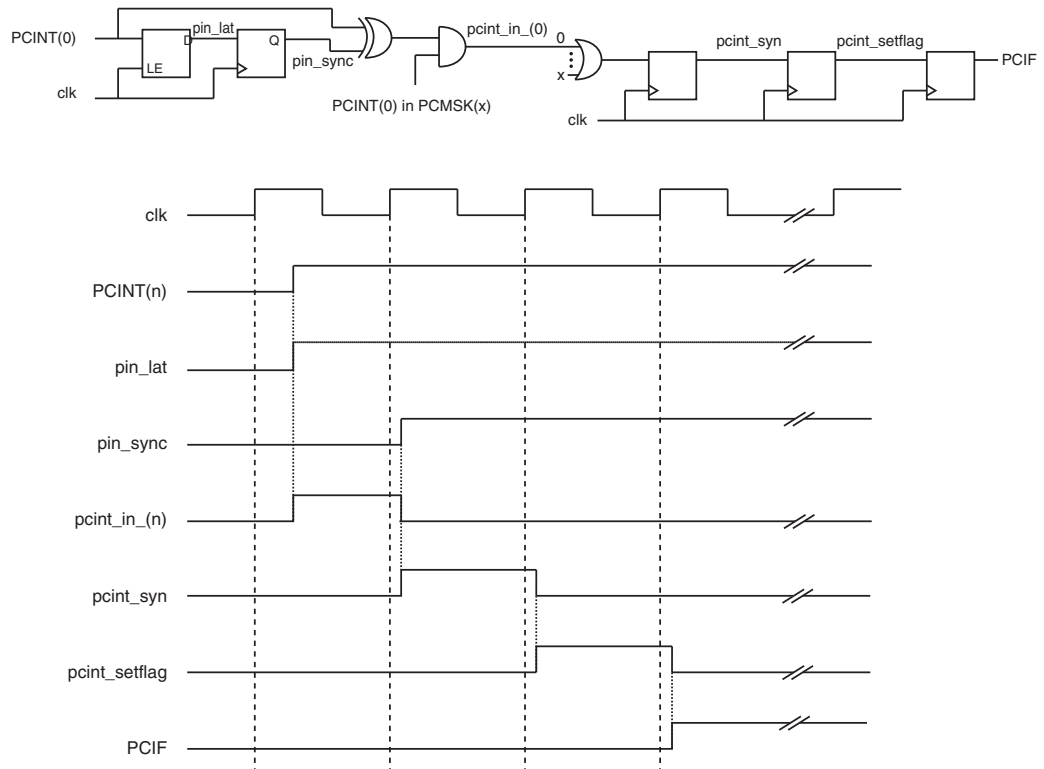 PCINT(0)
clk
LE
D
pin_lat
Q
pin_sync
PCINT(0) in PCMSK(x)
pcint_in_(0)
0
x
clk
pcint_syn
pcint_setflag
PCIF
clk
PCINT(n)
pin_lat
pin_sync
pcint_in_(n)
pcint_syn
pcint_setflag
PCIF